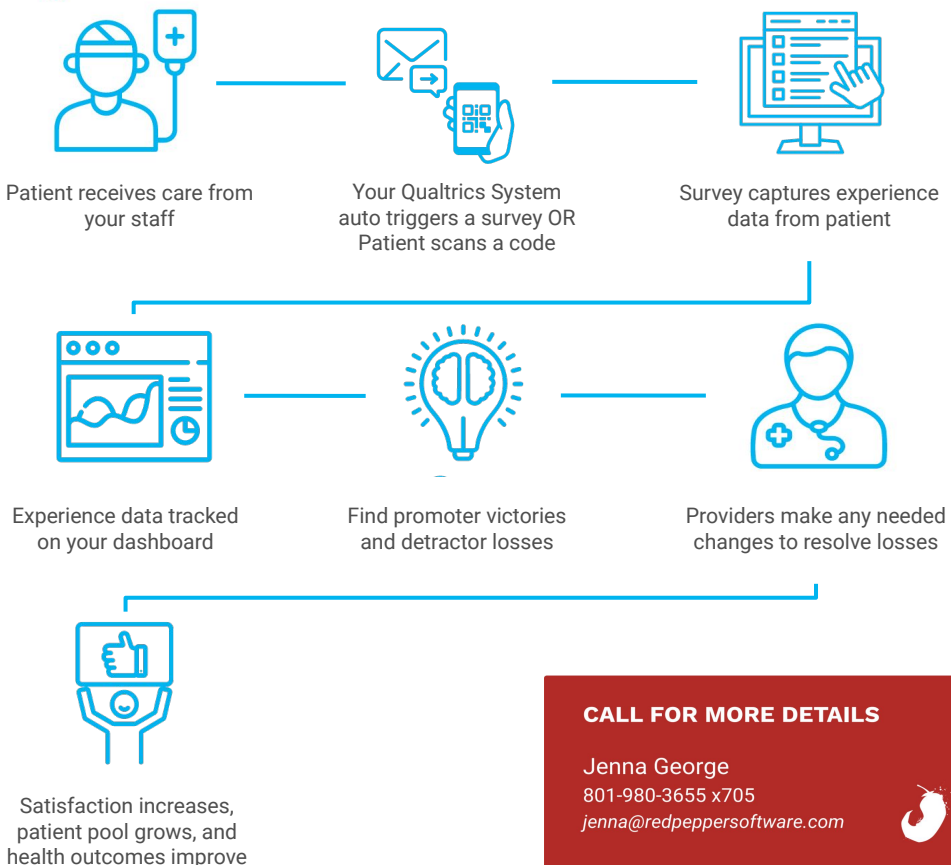 Patient receives care from
your staff
Your Qualtrics System
auto triggers a survey OR
Patient scans a code
Survey captures experience
data from patient
Experience data tracked
on your dashboard
Find promoter victories
and detractor losses
Providers make any needed
changes to resolve losses
Satisfaction increases,
patient pool grows, and
health outcomes improve
CALL FOR MORE DETAILS
Jenna George
801-980-3655 x705
jenna@redpeppersoftware.com